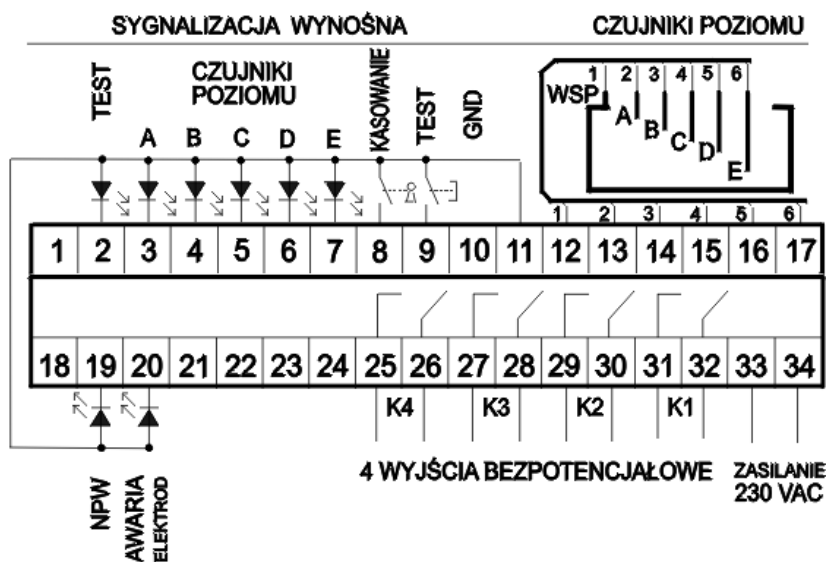 SYGNALIZACJA WYNOŚNA
CZUJNIKI POZIOMU
TEST
CZUJNIKI
POZIOMU
KASOWANIE
TEST
GND
A B C D E
1 2 3 4 5 6
WSP
A
B
C
D
E
1 2 3 4 5 6
1 2 3 4 5 6 7 8 9 10 11 12 13 14 15 16 17
18 19 20 21 22 23 24 25 26 27 28 29 30 31 32 33 34
K4 K3 K2 K1
4 WYJŚCIA BEZPOTENCJAŁOWE
ZASILANIE
230 VAC
NPW
AWARIA
ELEKTROD